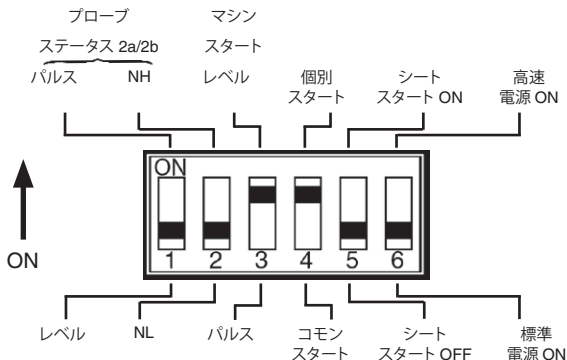 プローブ
マシン
ステータス 2a/2b
スタート
パルス
NH
レベル
個別
スタート
シート
スタート ON
高速
電源 ON
ON
ON
1 2 3 4 5 6
レベル
NL
パルス
コモン
スタート
シート
スタート OFF
標準
電源 ON